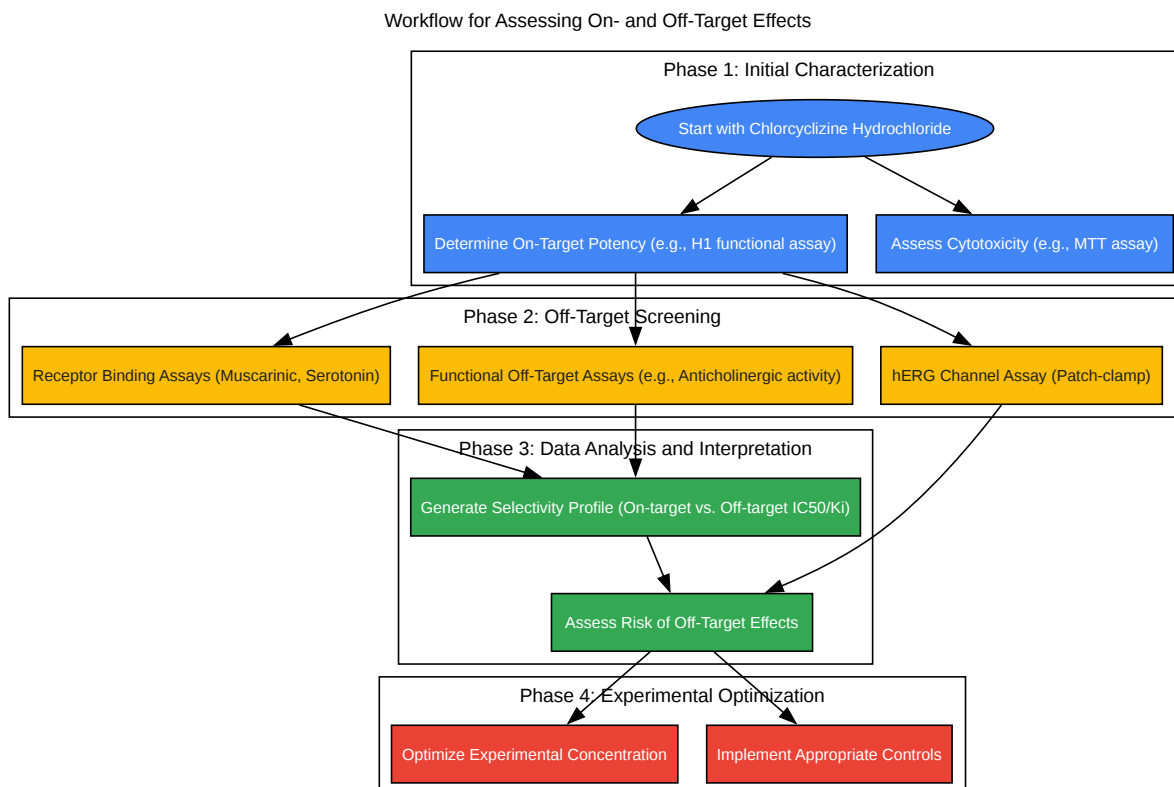 Workflow for Assessing On- and Off-Target Effects
Phase 1: Initial Characterization
Start with Chlorcyclizine Hydrochloride
Determine On-Target Potency (e.g., H1 functional assay)
Assess Cytotoxicity (e.g., MTT assay)
Phase 2: Off-Target Screening
Receptor Binding Assays (Muscarinic, Serotonin)
Functional Off-Target Assays (e.g., Anticholinergic activity)
hERG Channel Assay (Patch-clamp)
Phase 3: Data Analysis and Interpretation
Generate Selectivity Profile (On-target vs. Off-target IC50/Ki)
Assess Risk of Off-Target Effects
Phase 4: Experimental Optimization
Optimize Experimental Concentration
Implement Appropriate Controls